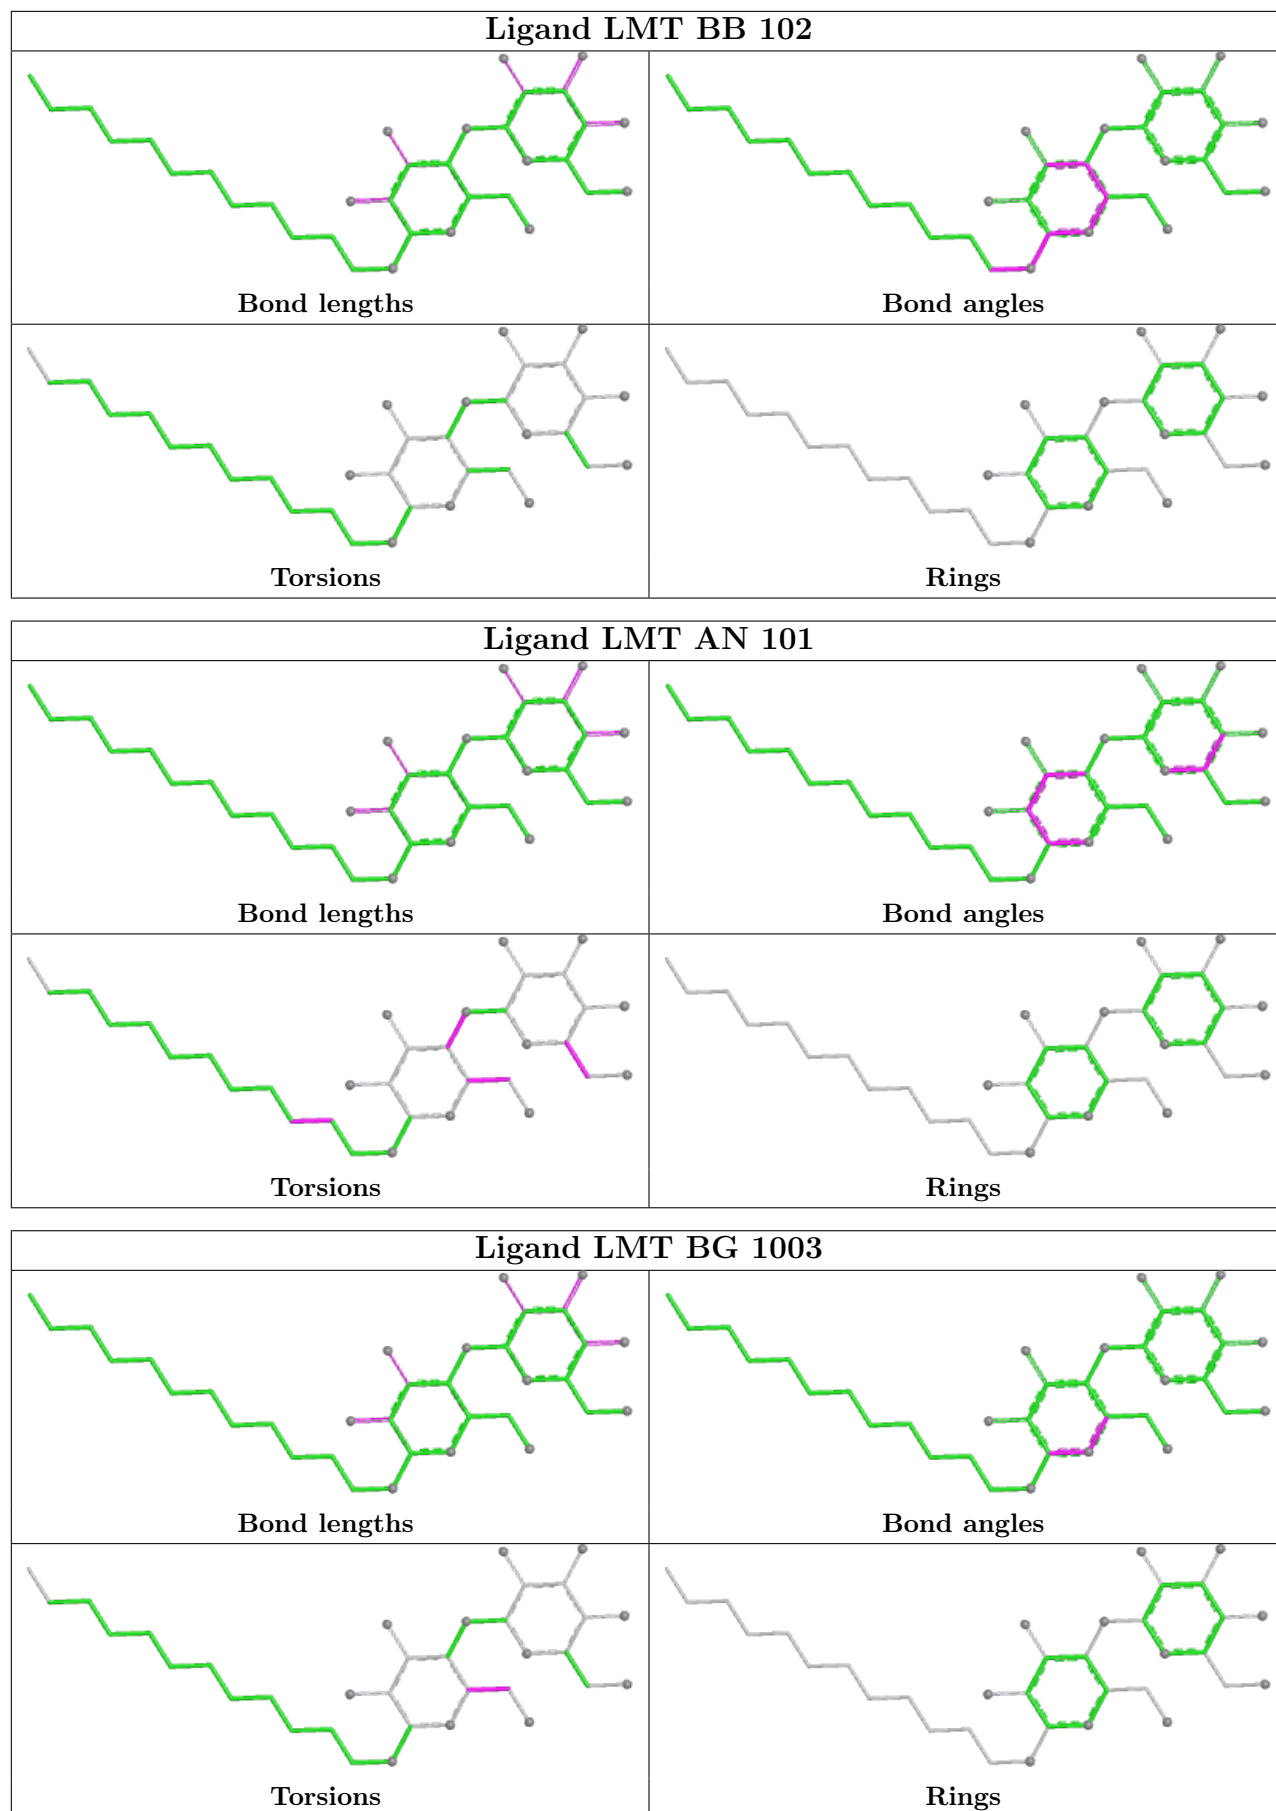 Ligand LMT BB 102
Bond lengths
Bond angles
Torsions
Rings
Ligand LMT AN 101
Bond lengths
Bond angles
Torsions
Rings
Ligand LMT BG 1003
Bond lengths
Bond angles
Torsions
Rings